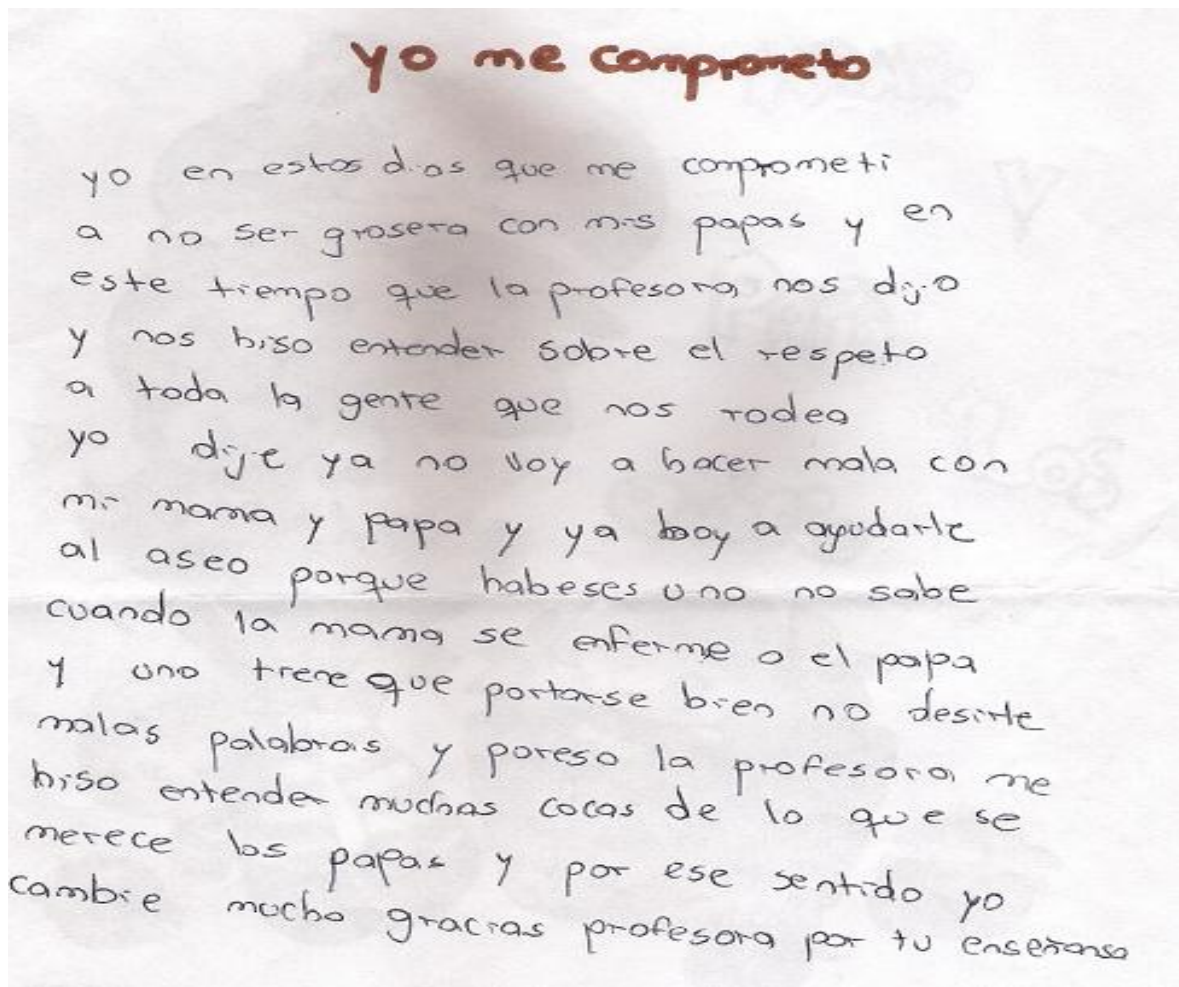 yo me comprometo
yo en estos dias que me comprometi
a no ser grosera con mis papas y en
este tiempo que la profesora nos dijo
y nos hiso entender sobre el respeto
a toda la gente que nos rodea
yo dije ya no voy a hacer mala con
mi mama y papa y ya boy a ayudarle
al aseo porque habeses uno no sabe
cuando la mama se enferme o el papa
y uno tiene que portarse bien no desirle
malas palabras y poreso la profesora me
hiso entender muchas cocas de lo que se
merece los papas y por ese sentido yo
cambie mucho gracias profesora por tu enseñansa